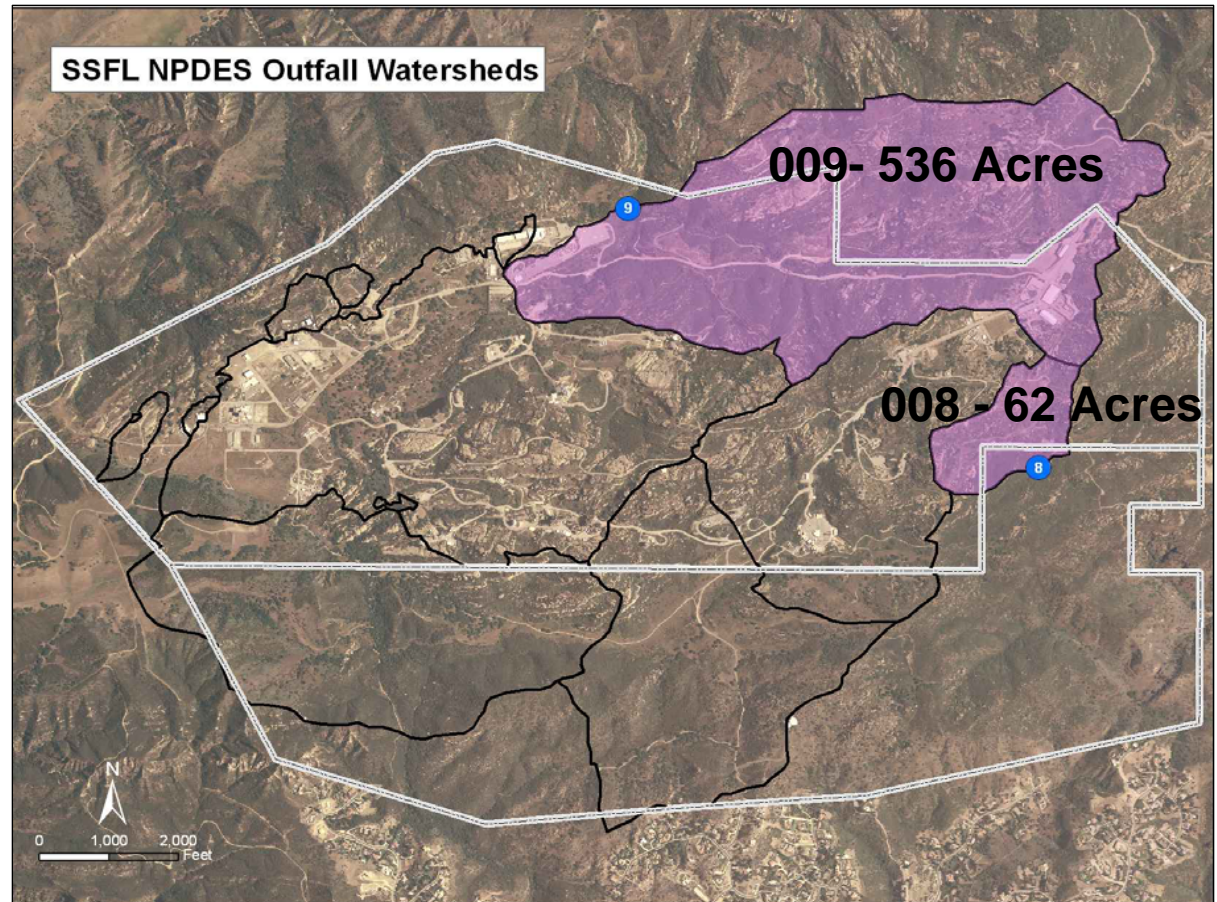 SSFL NPDES Outfall Watersheds
009- 536 Acres
9
008 - 62 Acres
8
N
0 1,000 2,000
Feet